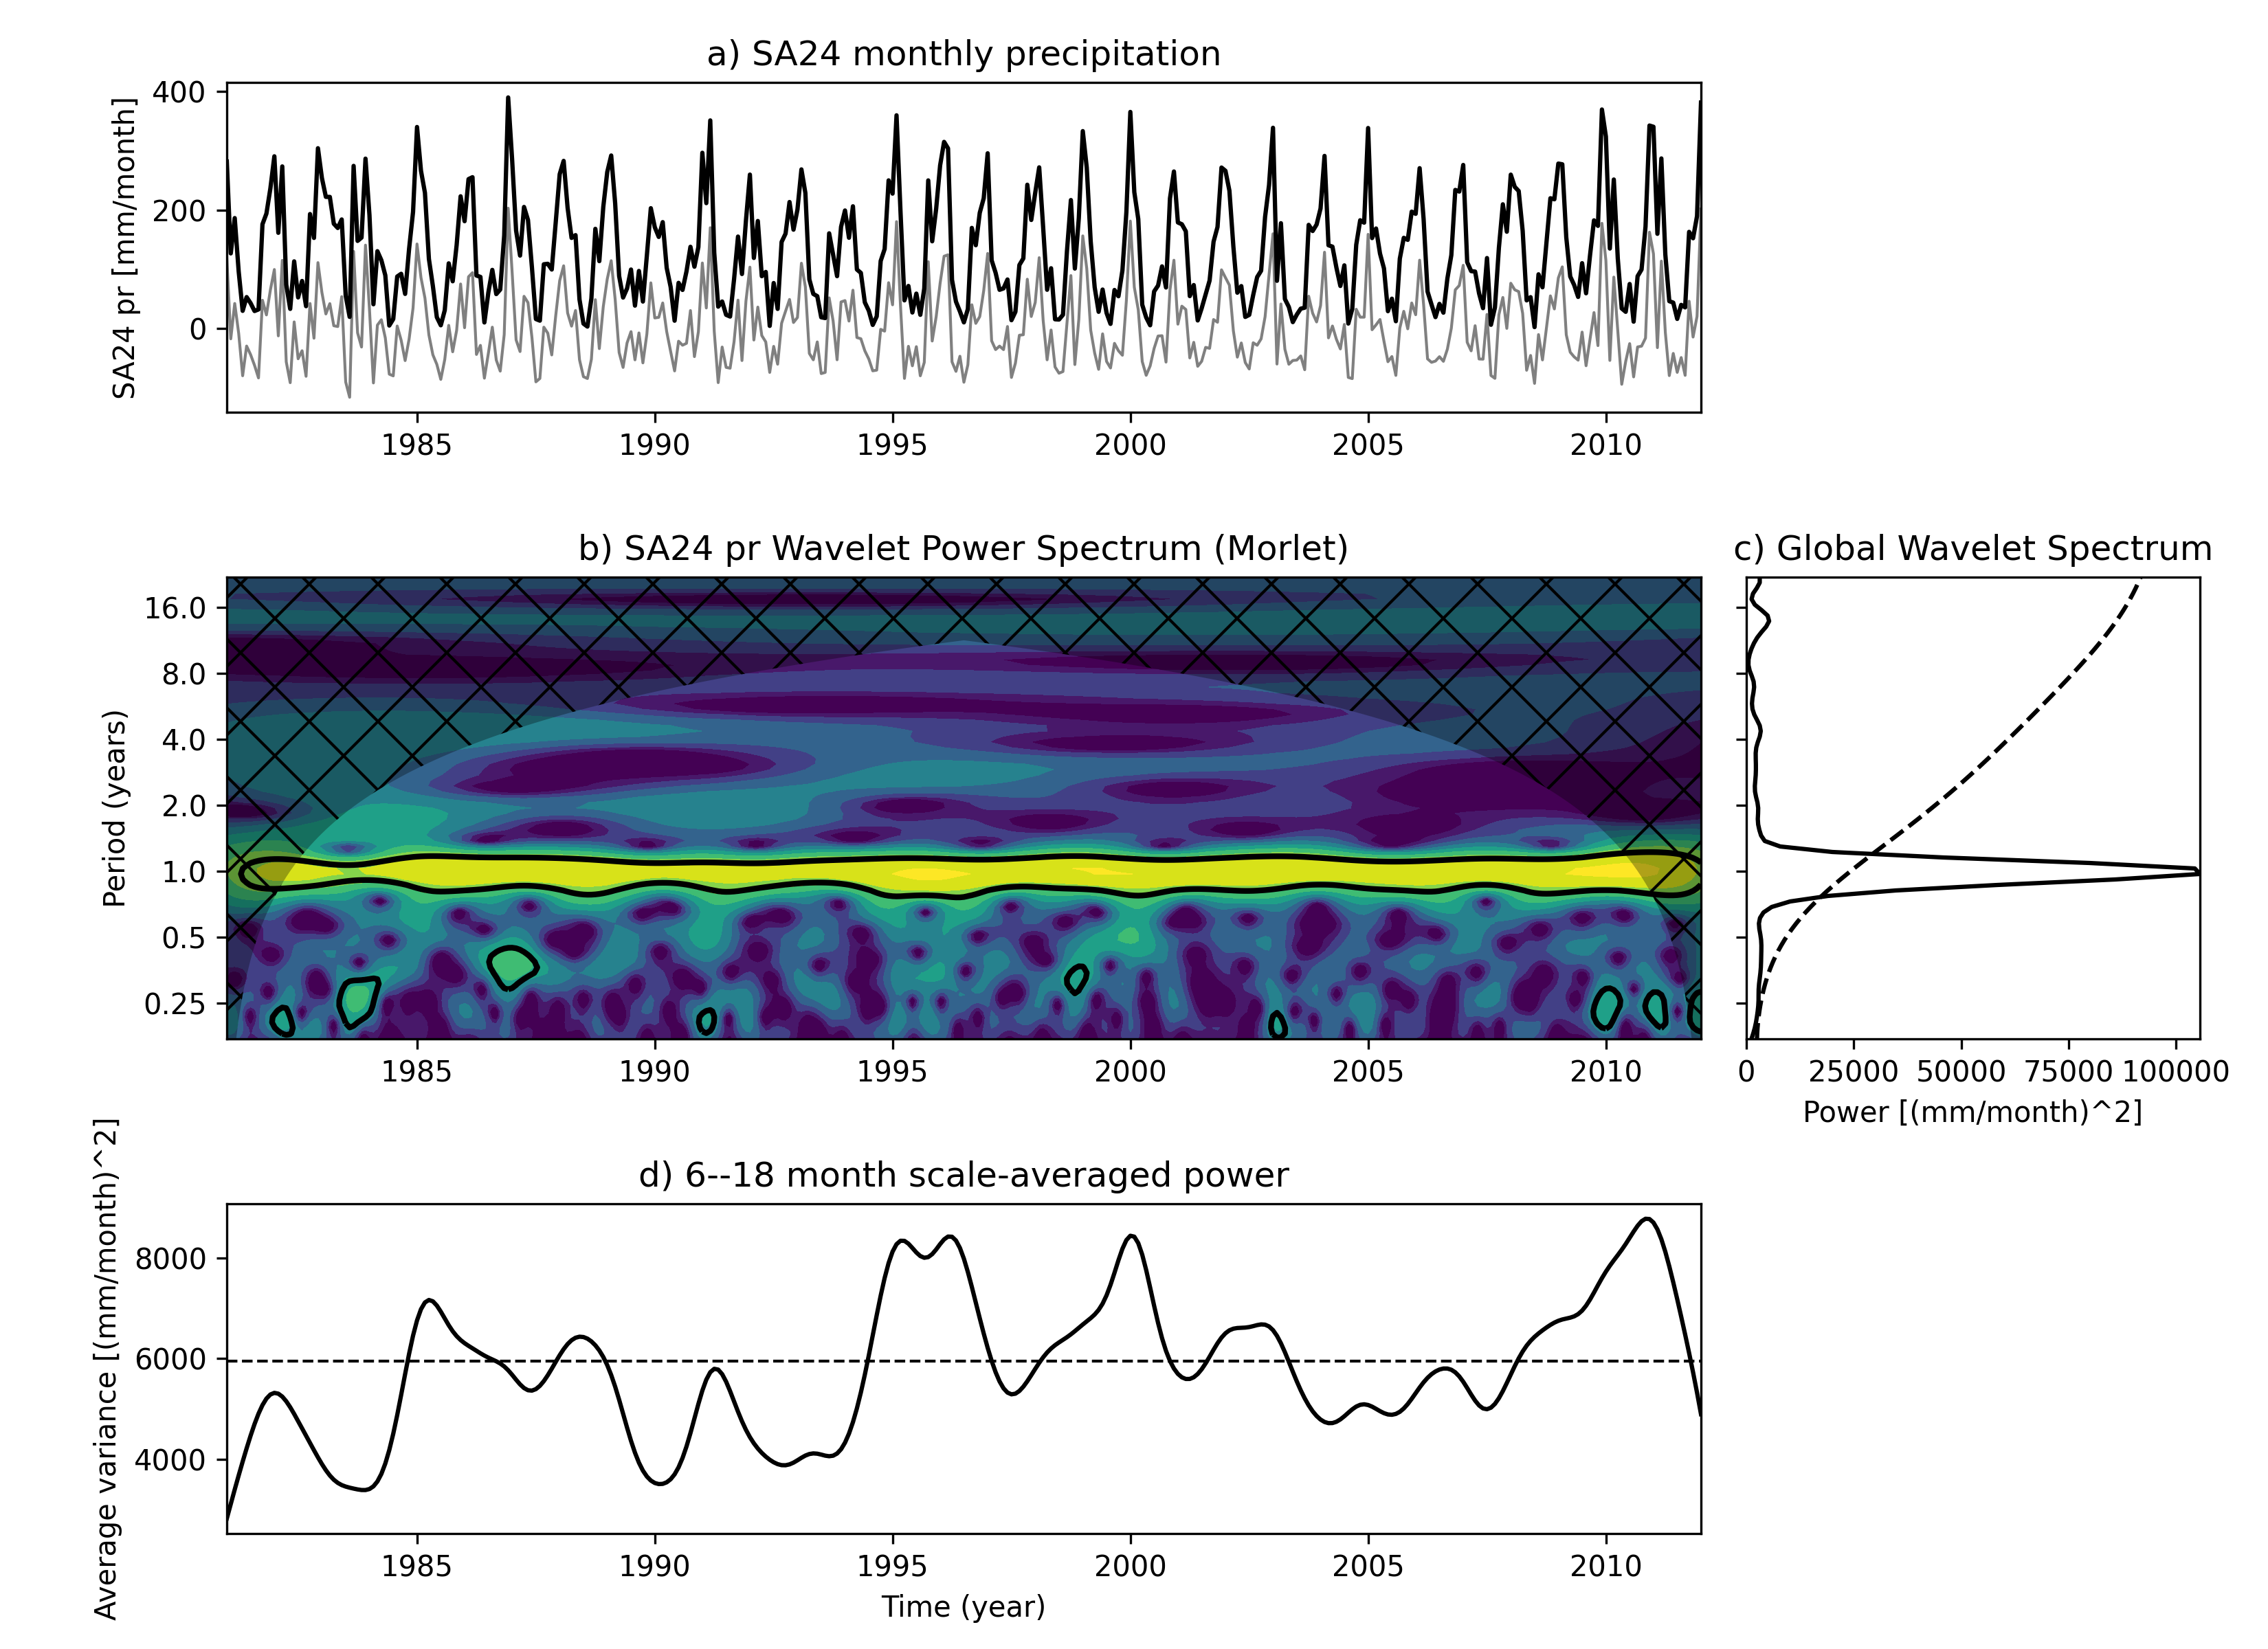 a) SA24 monthly precipitation
SA24 pr [mm/month]
400
200
0
1985 1990 1995 2000 2005 2010
b) SA24 pr Wavelet Power Spectrum (Morlet)
Period (years)
16.0
8.0
4.0
2.0
1.0
0.5
0.25
1985 1990 1995 2000 2005 2010
c) Global Wavelet Spectrum
0 25000 50000 75000 100000
Power [(mm/month)^2]
d) 6--18 month scale-averaged power
Average variance [(mm/month)^2]
8000
6000
4000
1985 1990 1995 2000 2005 2010
Time (year)